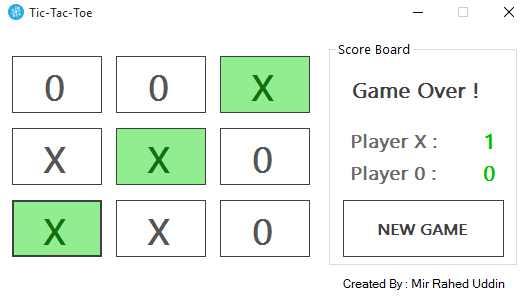 Tic-Tac-Toe
Score Board
0 0 X
X X 0
X X 0
Game Over !
Player X : 1
Player 0 : 0
NEW GAME
Created By : Mir Rahed Uddin